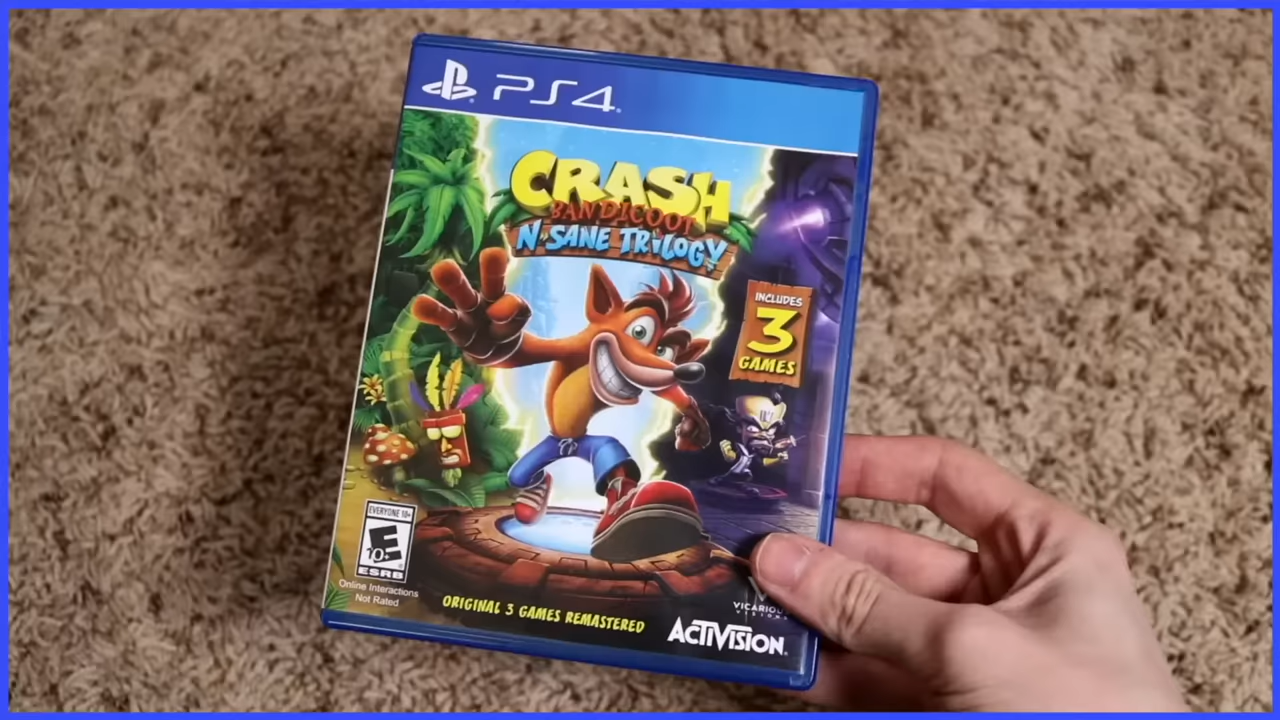 PS4
CRASH
BANDICOOT
N. SANE TRILOGY
INCLUDES
3
GAMES
EVERYONE 10+
E
10+
ESRB
Online Interactions
Not Rated
ORIGINAL 3 GAMES REMASTERED
VICARIOUS
VISIONS
ACTIVISION